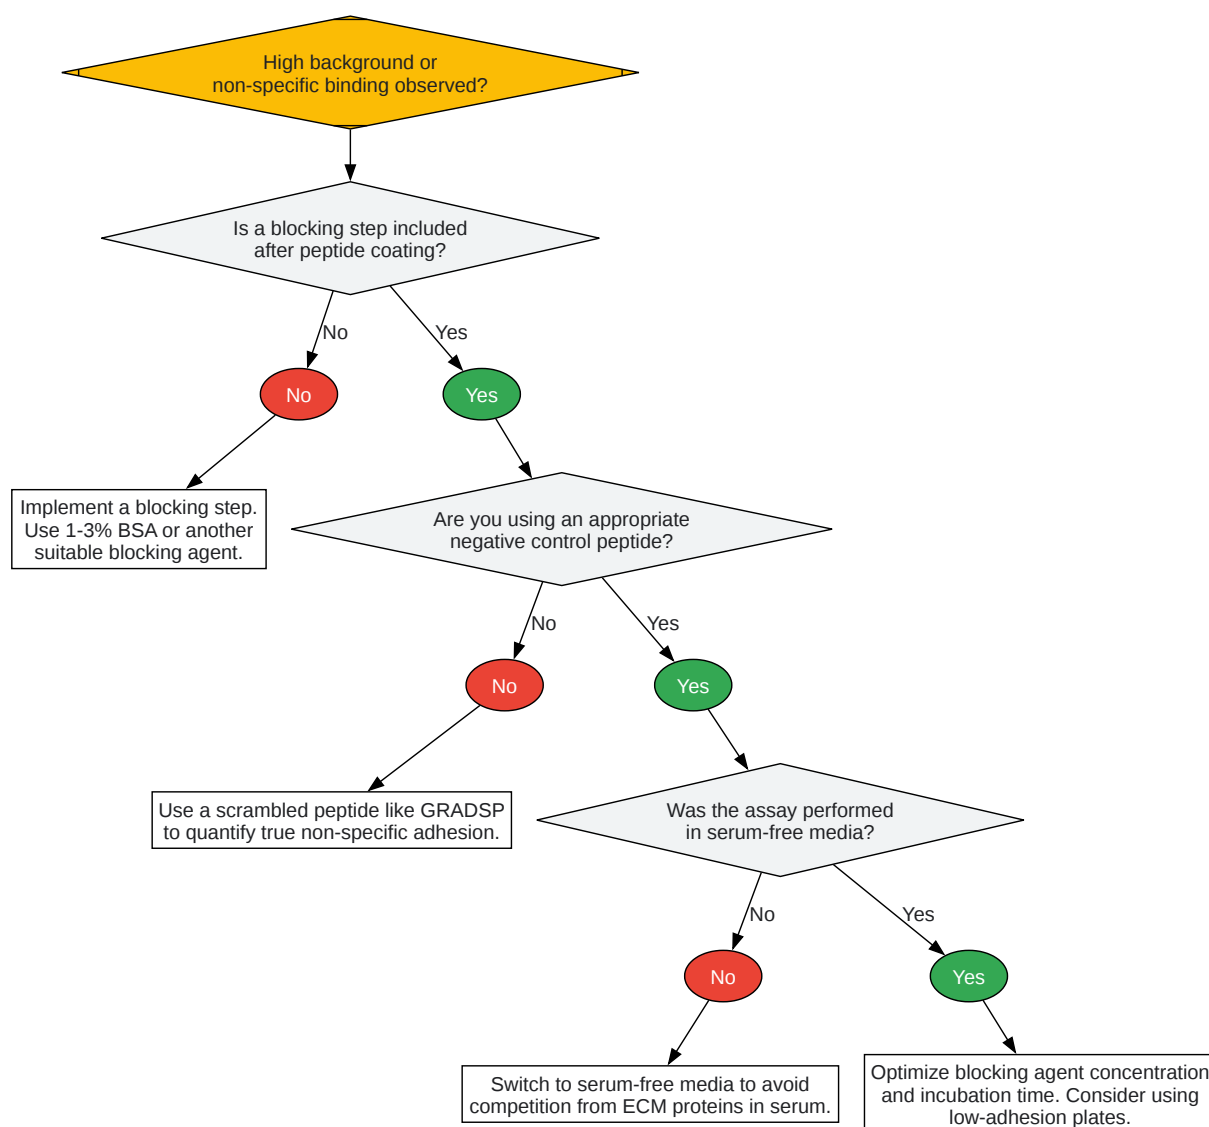 High background or
non-specific binding observed?
Is a blocking step included
after peptide coating?
No
Yes
No
Yes
Implement a blocking step.
Use 1-3% BSA or another
suitable blocking agent.
Are you using an appropriate
negative control peptide?
No
Yes
No
Yes
Use a scrambled peptide like GRADSP
to quantify true non-specific adhesion.
Was the assay performed
in serum-free media?
No
Yes
No
Yes
Switch to serum-free media to avoid
competition from ECM proteins in serum.
Optimize blocking agent concentration
and incubation time. Consider using
low-adhesion plates.